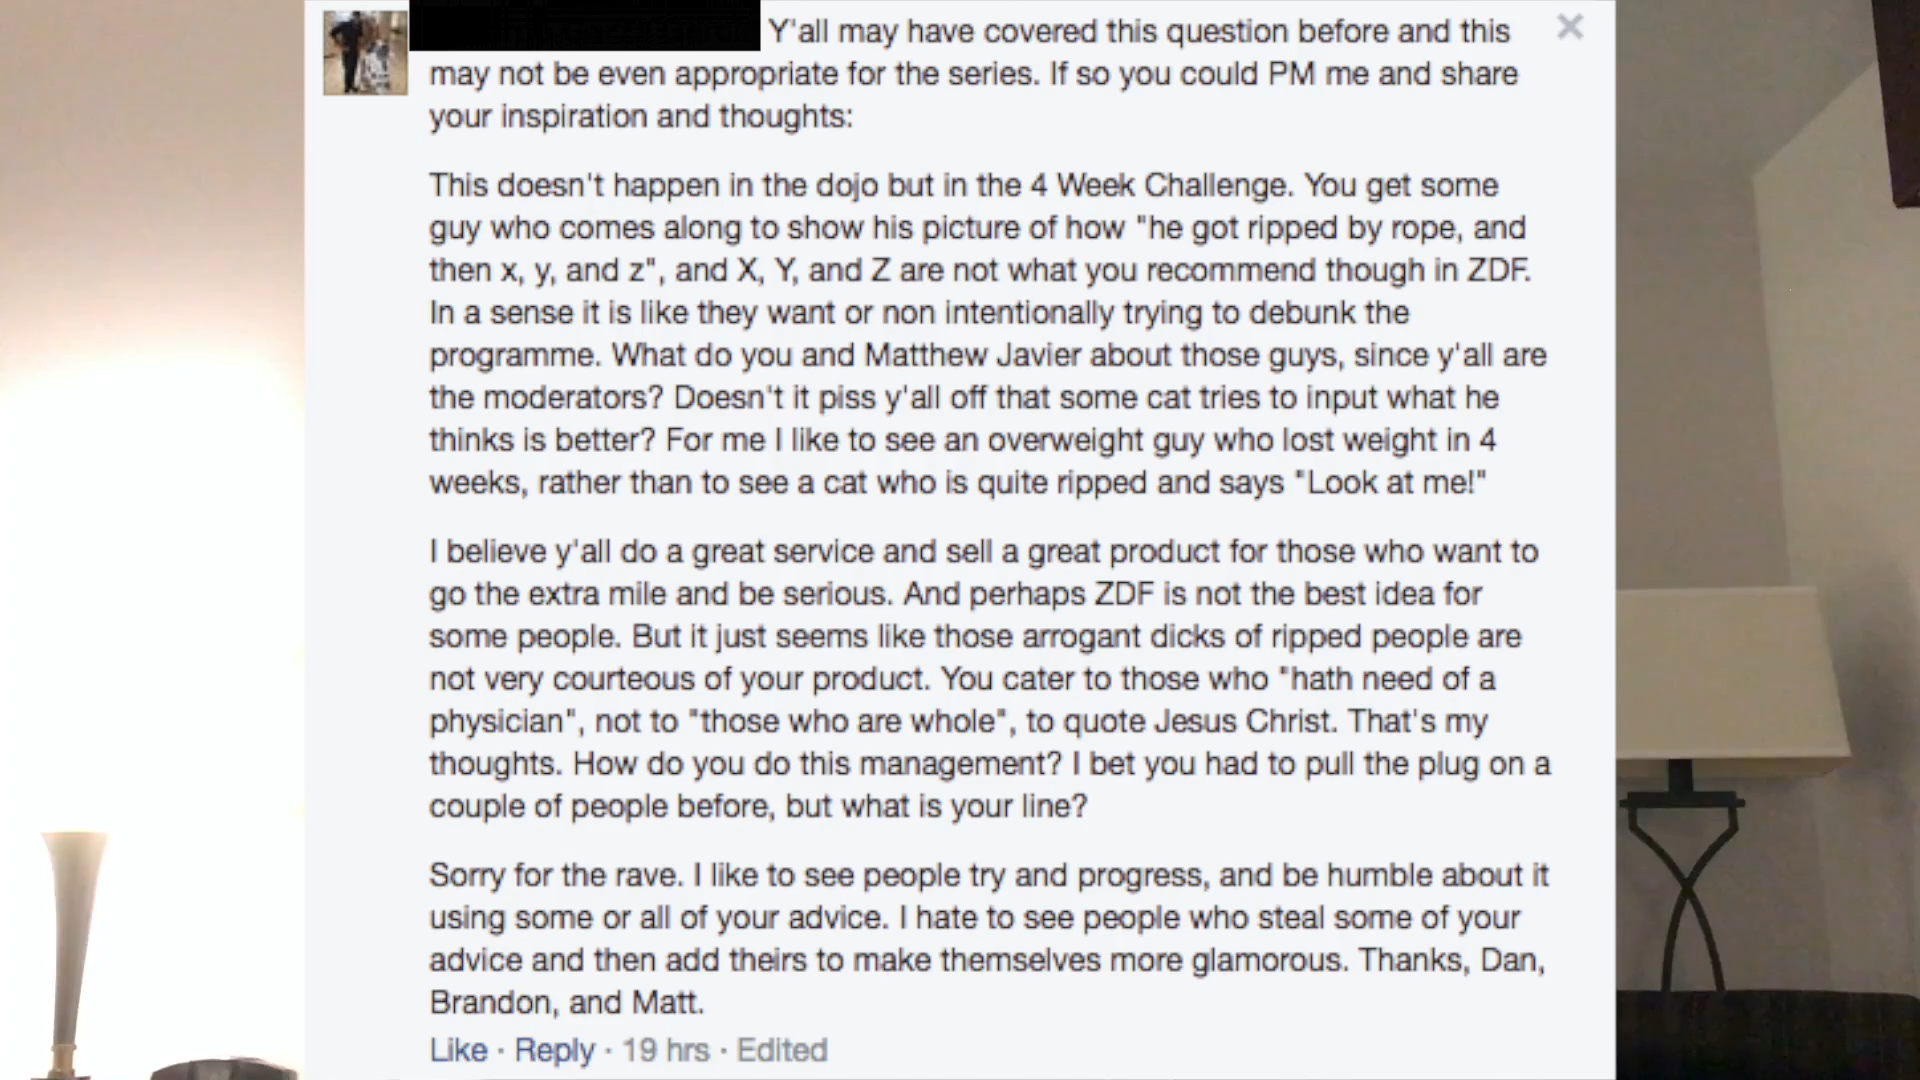 Y'all may have covered this question before and this
may not be even appropriate for the series. If so you could PM me and share
your inspiration and thoughts:
This doesn't happen in the dojo but in the 4 Week Challenge. You get some
guy who comes along to show his picture of how "he got ripped by rope, and
then x, y, and z", and X, Y, and Z are not what you recommend though in ZDF.
In a sense it is like they want or non intentionally trying to debunk the
programme. What do you and Matthew Javier about those guys, since y'all are
the moderators? Doesn't it piss y'all off that some cat tries to input what he
thinks is better? For me I like to see an overweight guy who lost weight in 4
weeks, rather than to see a cat who is quite ripped and says "Look at me!"
I believe y'all do a great service and sell a great product for those who want to
go the extra mile and be serious. And perhaps ZDF is not the best idea for
some people. But it just seems like those arrogant dicks of ripped people are
not very courteous of your product. You cater to those who "hath need of a
physician", not to "those who are whole", to quote Jesus Christ. That's my
thoughts. How do you do this management? I bet you had to pull the plug on a
couple of people before, but what is your line?
Sorry for the rave. I like to see people try and progress, and be humble about it
using some or all of your advice. I hate to see people who steal some of your
advice and then add theirs to make themselves more glamorous. Thanks, Dan,
Brandon, and Matt.
Like · Reply · 19 hrs · Edited